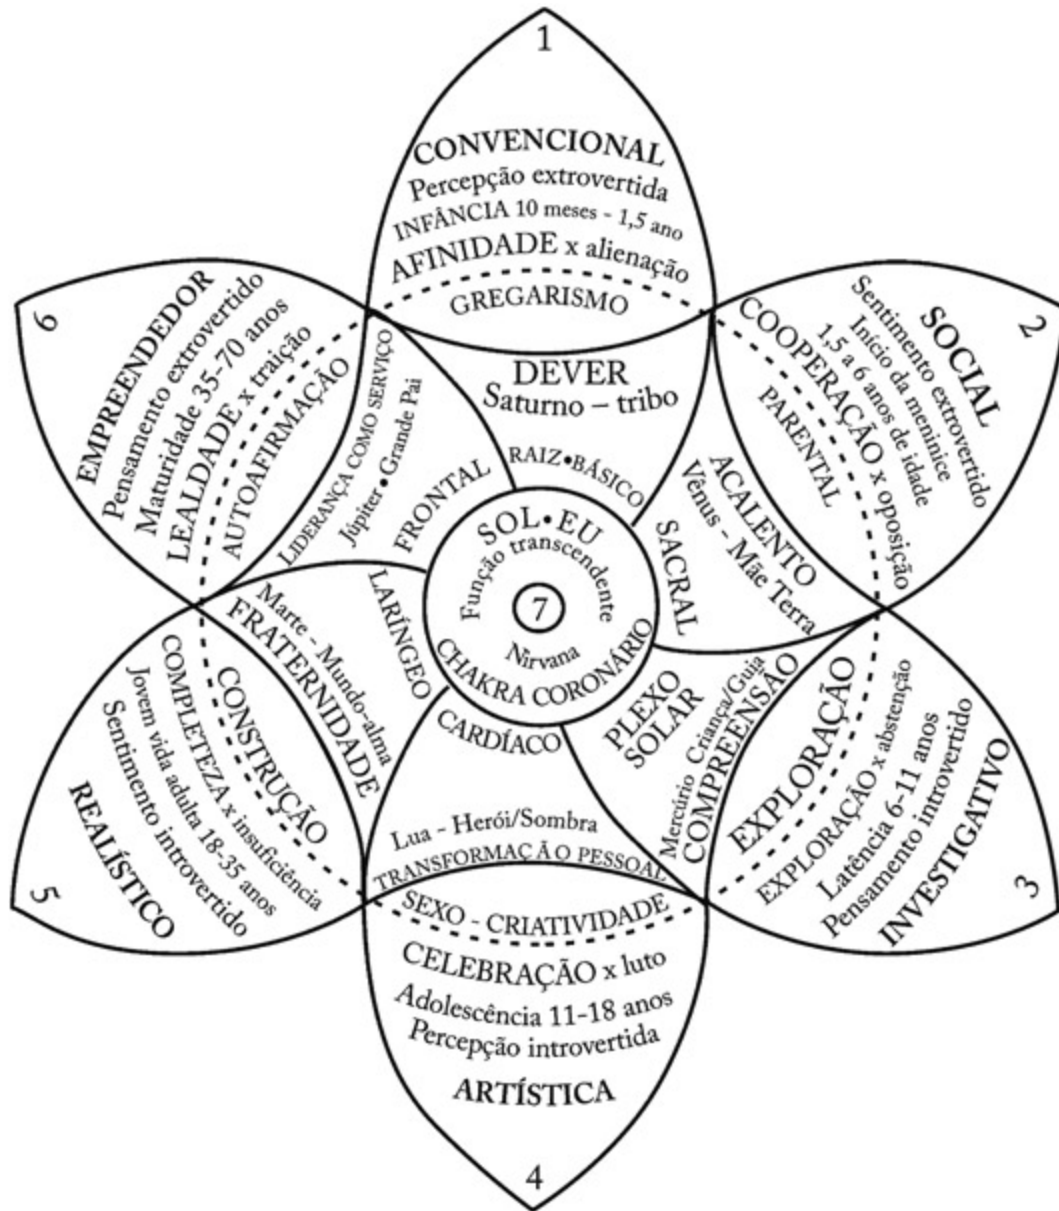 1
CONVENCIONAL
Percepção extrovertida
INFÂNCIA 10 meses - 1,5 ano
AFINIDADE x alienação
GREGARISMO
DEVER
Saturno – tribo
RAIZ•BÁSICO
2
SOCIAL
Sentimento extrovertido
Início da meninice
1,5 a 6 anos de idade
COOPERAÇÃO x oposição
PARENTAL
ACALENTO
Vênus - Mãe Terra
SACRAL
3
INVESTIGATIVO
Pensamento introvertido
Latência 6-11 anos
EXPLORAÇÃO x abstenção
EXPLORAÇÃO
COMPREENSÃO
Mercúrio Criança/Guia
PLEXO
SOLAR
CARDÍACO
Lua - Herói/Sombra
TRANSFORMAÇÃO PESSOAL
SEXO - CRIATIVIDADE
CELEBRAÇÃO x luto
Adolescência 11-18 anos
Percepção introvertida
ARTÍSTICA
4
5
REALÍSTICO
Sentimento introvertido
Jovem vida adulta 18-35 anos
COMPLETEZA x insuficiência
CONSTRUÇÃO
FRATERNIDADE
Marte - Mundo-alma
LARÍNGEO
6
EMPREENDEDOR
Pensamento extrovertido
Maturidade 35-70 anos
LEALDADE x traição
AUTOAFIRMAÇÃO
LIDERANÇA COMO SERVIÇO
Júpiter•Grande Pai
FRONTAL
SOL•EU
Função transcendente
7
Nirvana
CHAKRA CORONÁRIO